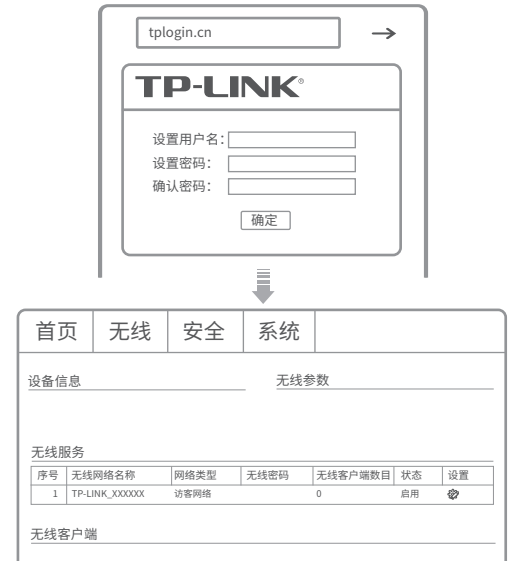 tplogin.cn
TP-LINK®
设置用户名：
设置密码：
确认密码：
确定
首页 无线 安全 系统
设备信息 无线参数
无线服务
序号 无线网络名称 网络类型 无线密码 无线客户端数目 状态 设置
1 TP-LINK_XXXXXX 访客网络 0 启用
无线客户端